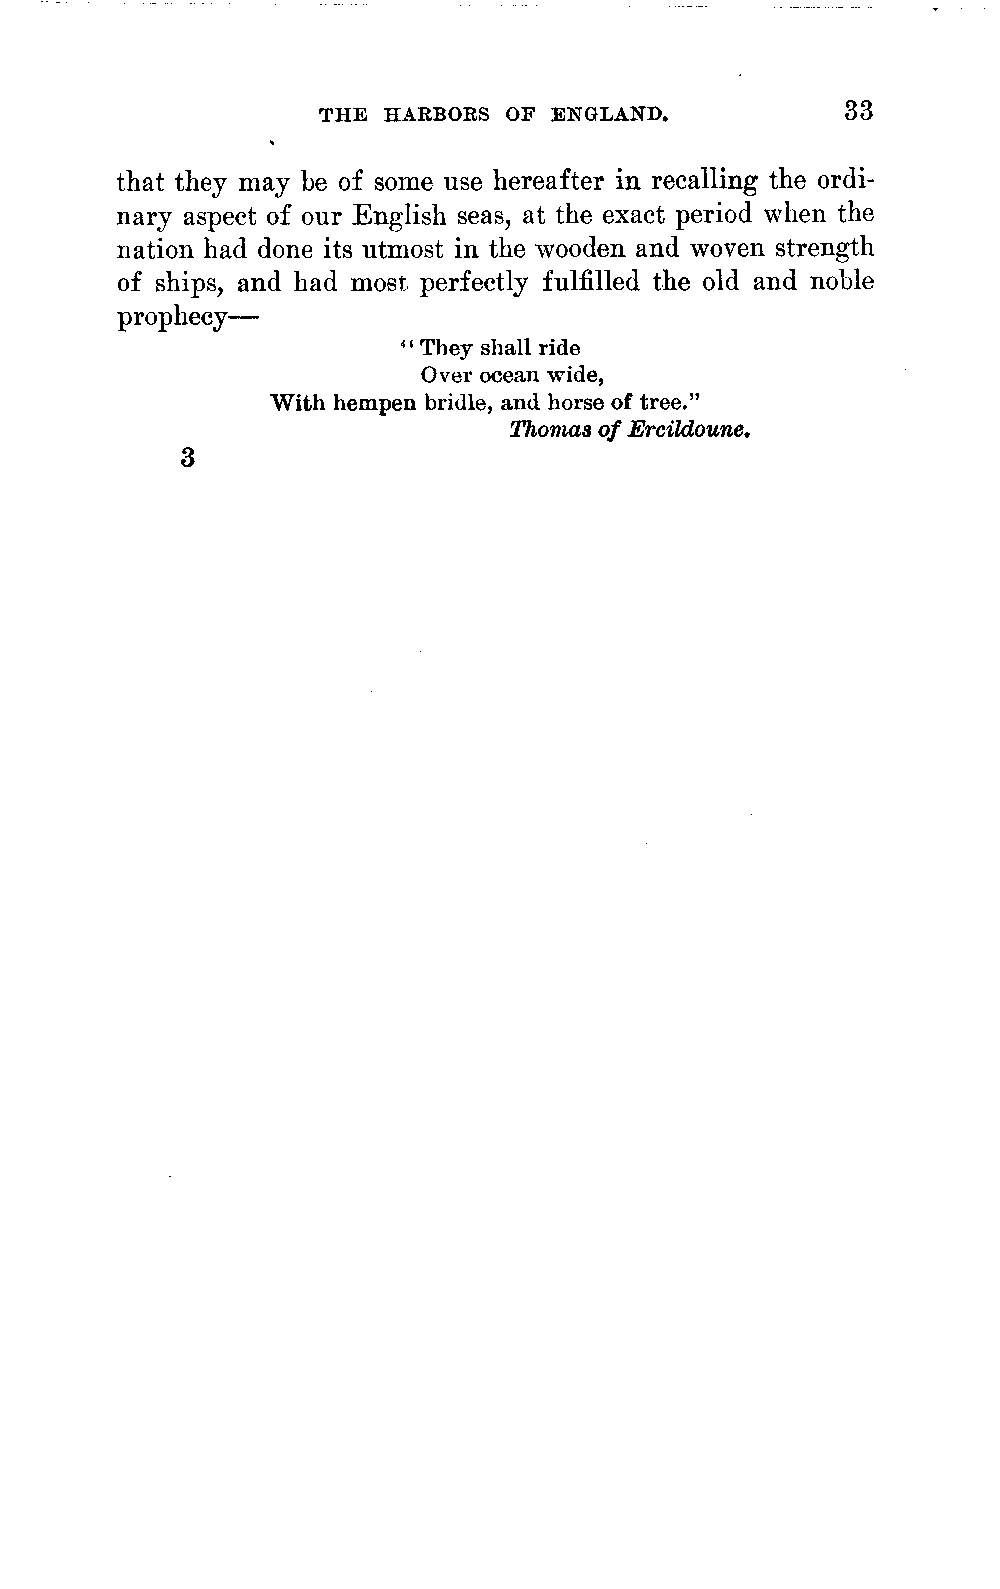 THE HARBORS OF ENGLAND. 33
that they may be of some use hereafter in recalling the ordi-
nary aspect of our English seas, at the exact period when the
nation had done its utmost in the wooden and woven strength
of ships, and had most perfectly fulfilled the old and noble
prophecy—
“They shall ride
Over ocean wide,
With hempen bridle, and horse of tree.”
Thomas of Ercildoune.
3